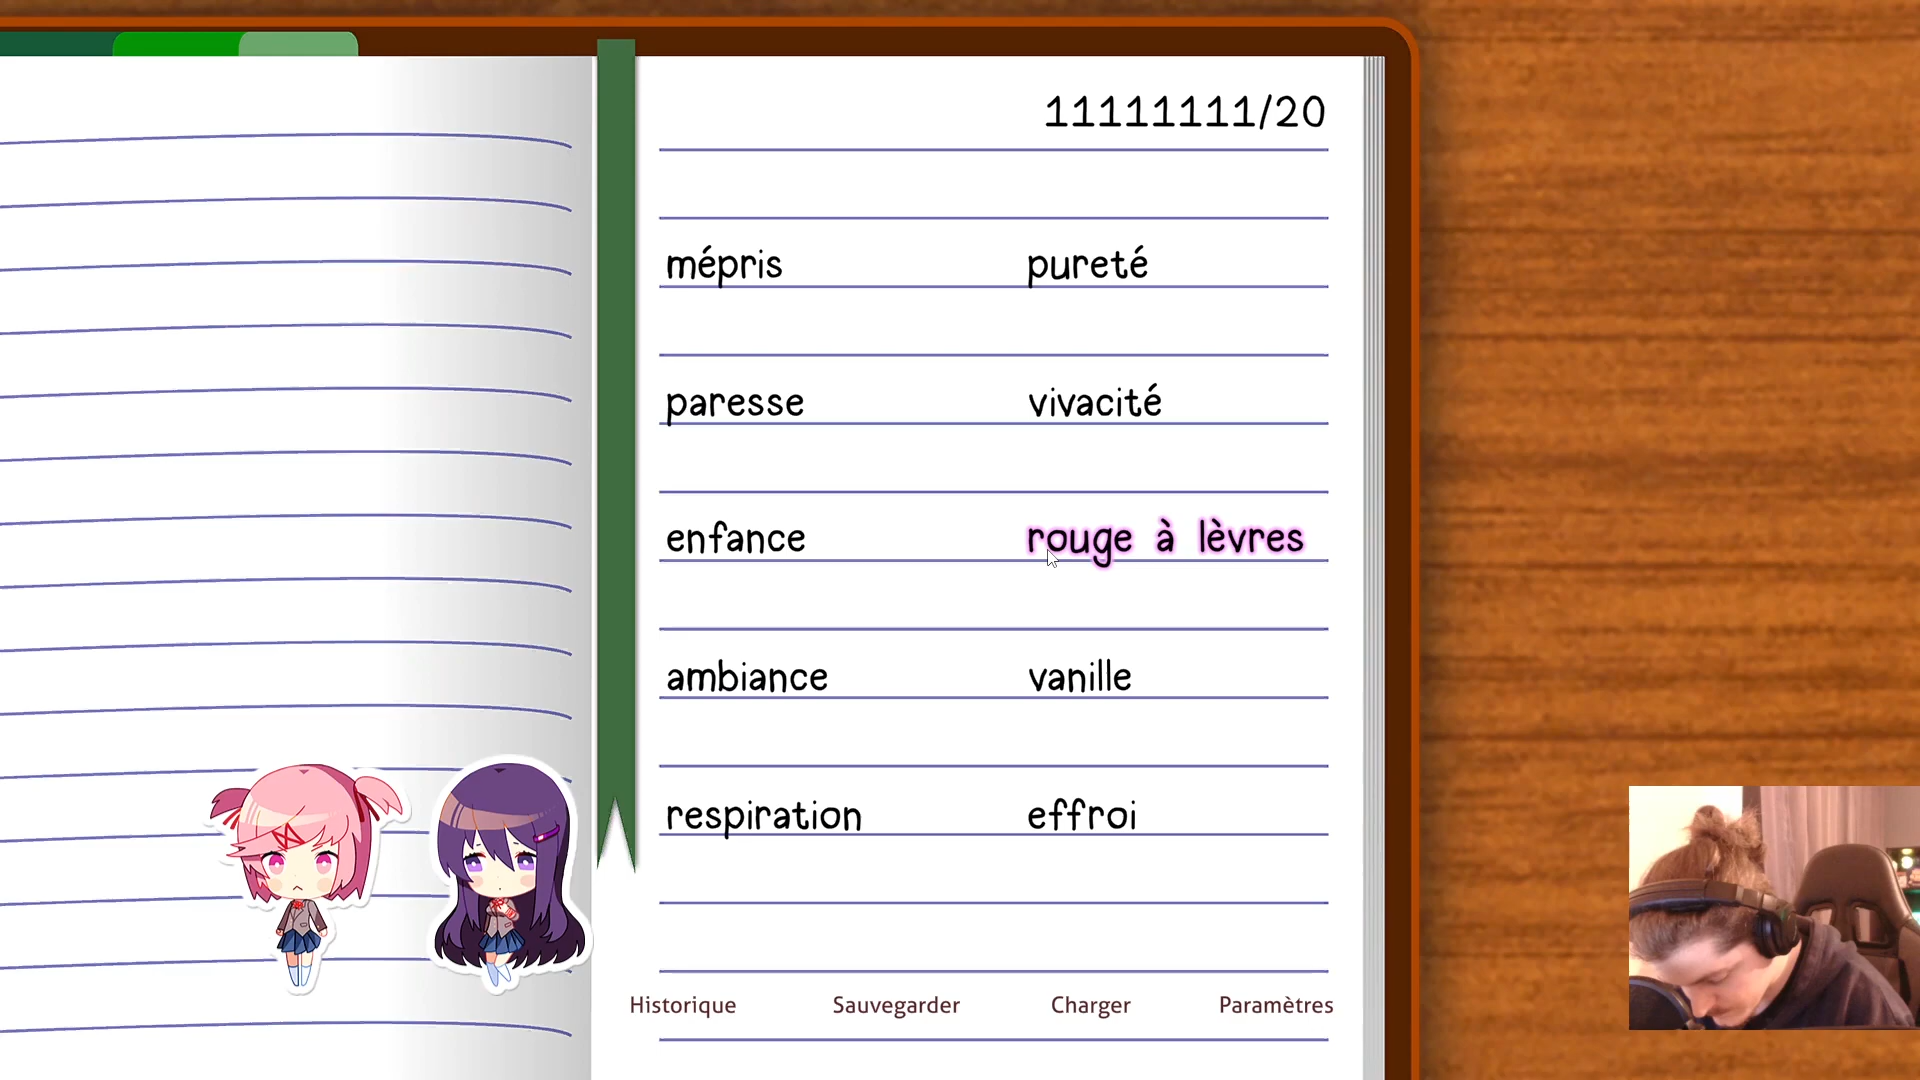 11111111/20
mépris pureté
paresse vivacité
enfance rouge à lèvres
ambiance vanille
respiration effroi
Historique Sauvegarder Charger Paramètres